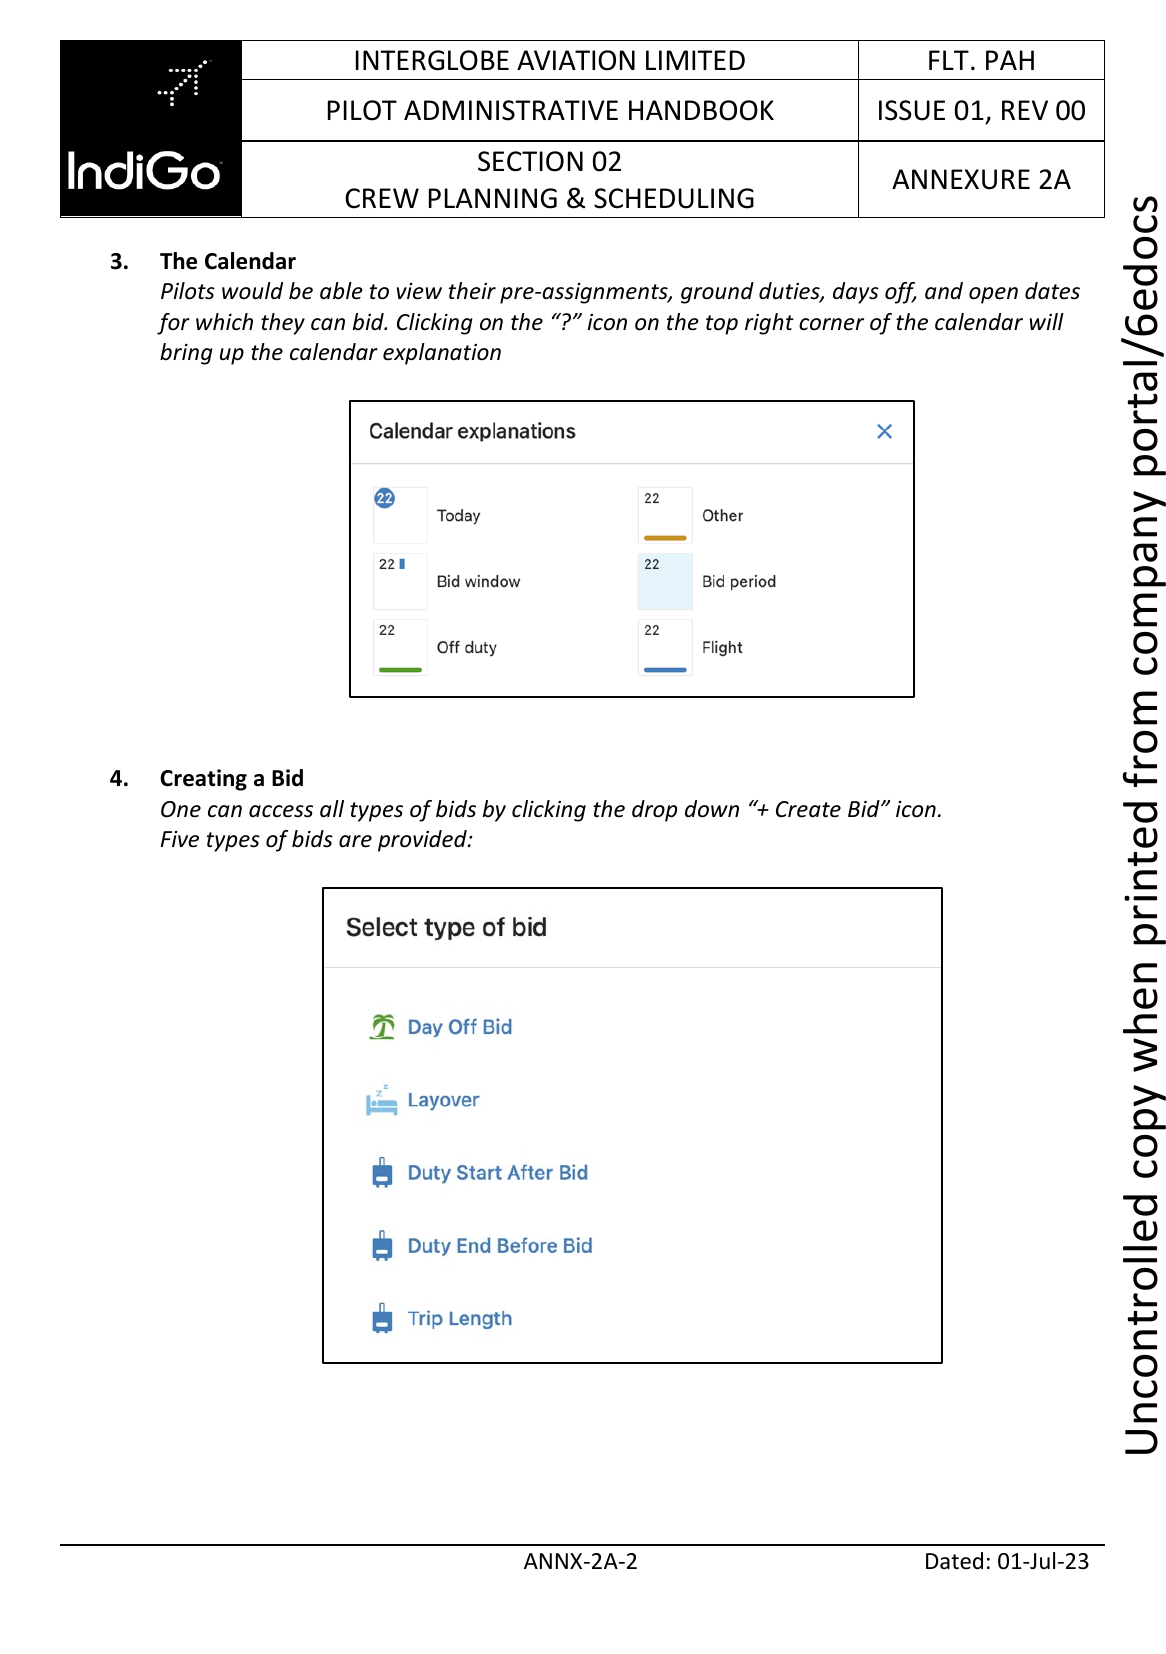 INTERGLOBE AVIATION LIMITED
FLT. PAH
PILOT ADMINISTRATIVE HANDBOOK
ISSUE 01, REV 00
IndiGo
SECTION 02
CREW PLANNING & SCHEDULING
ANNEXURE 2A
3. The Calendar
Pilots would be able to view their pre-assignments, ground duties, days off, and open dates
for which they can bid. Clicking on the “?” icon on the top right corner of the calendar will
bring up the calendar explanation
Calendar explanations
22 Today
22 Other
22 Bid window
22 Bid period
22 Off duty
22 Flight
4. Creating a Bid
One can access all types of bids by clicking the drop down “+ Create Bid” icon.
Five types of bids are provided:
Select type of bid
Day Off Bid
z z Layover
Duty Start After Bid
Duty End Before Bid
Trip Length
ANNX-2A-2
Dated: 01-Jul-23
Uncontrolled copy when printed from company portal/6edocs